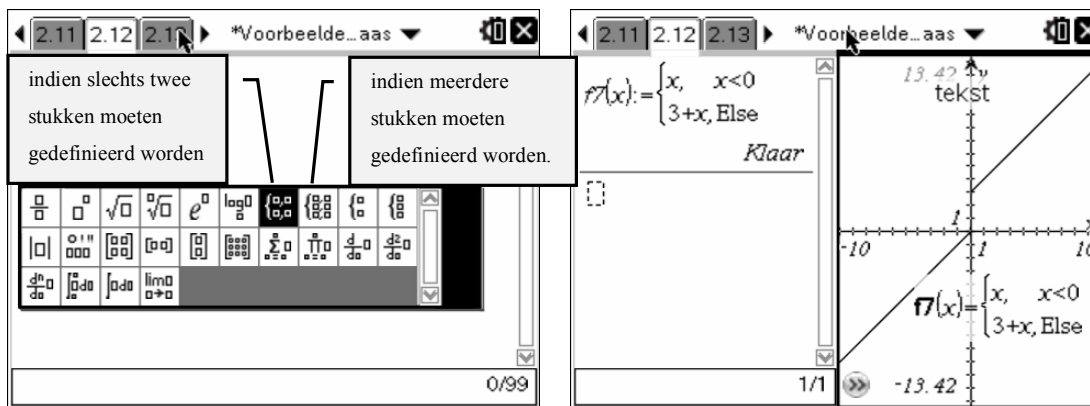 2.11 2.12 2.13 *Voorbeelde…aas
indien slechts twee
stukken moeten
gedefinieerd worden
indien meerdere
stukken moeten
gedefinieerd worden.
0/99
2.11 2.12 2.13 *Voorbeelde…aas
f7(x):={x, x<0
3+x, Else
Klaar
1/1
13.42 y
tekst
1
-10 1 10
f7(x)={x, x<0
3+x, Else
-13.42